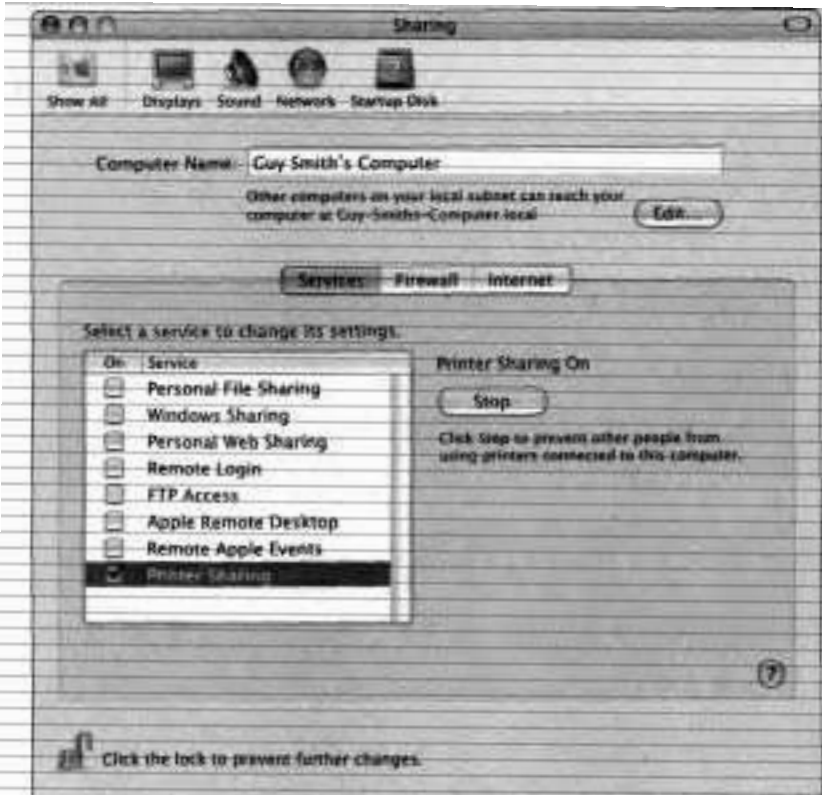 Sharing
Show All Displays Sound Network Startup Disk
Computer Name: Guy Smith's Computer
Other computers on your local subnet can reach your
computer at Guy-Smiths-Computer.local
Edit...
Services Firewall Internet
Select a service to change its settings.
On Service
Personal File Sharing
Windows Sharing
Personal Web Sharing
Remote Login
FTP Access
Apple Remote Desktop
Remote Apple Events
Printer Sharing
Printer Sharing On
Stop
Click Stop to prevent other people from
using printers connected to this computer.
?
Click the lock to prevent further changes.